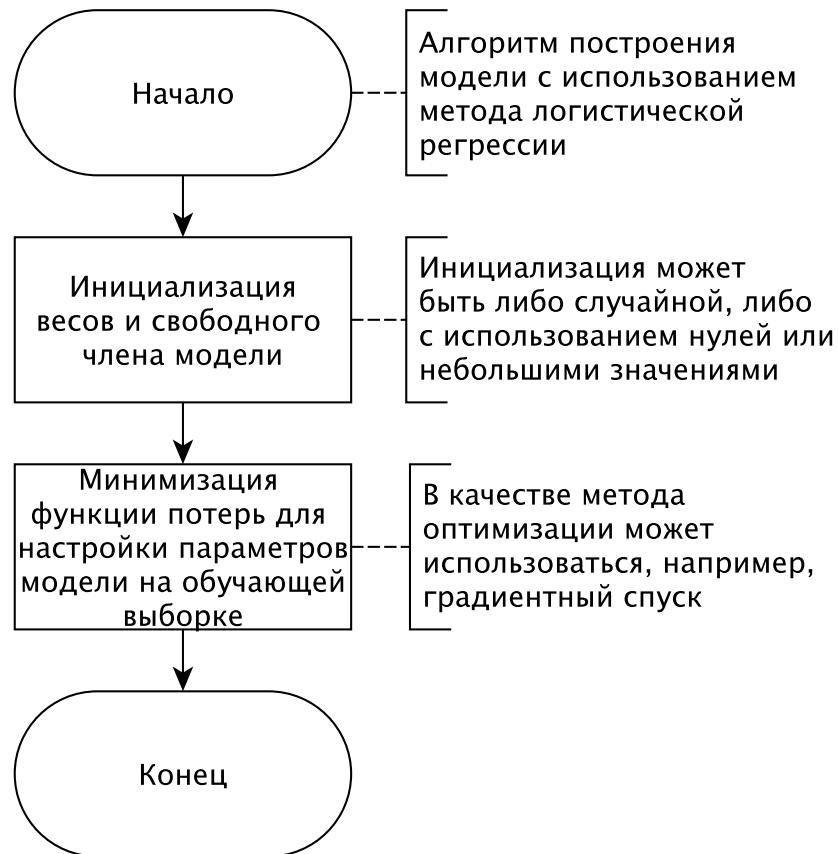 Начало
Алгоритм построения
модели с использованием
метода логистической
регрессии
Инициализация
весов и свободного
члена модели
Инициализация может
быть либо случайной, либо
с использованием нулей или
небольшими значениями
Минимизация
функции потерь для
настройки параметров
модели на обучающей
выборке
В качестве метода
оптимизации может
использоваться, например,
градиентный спуск
Конец